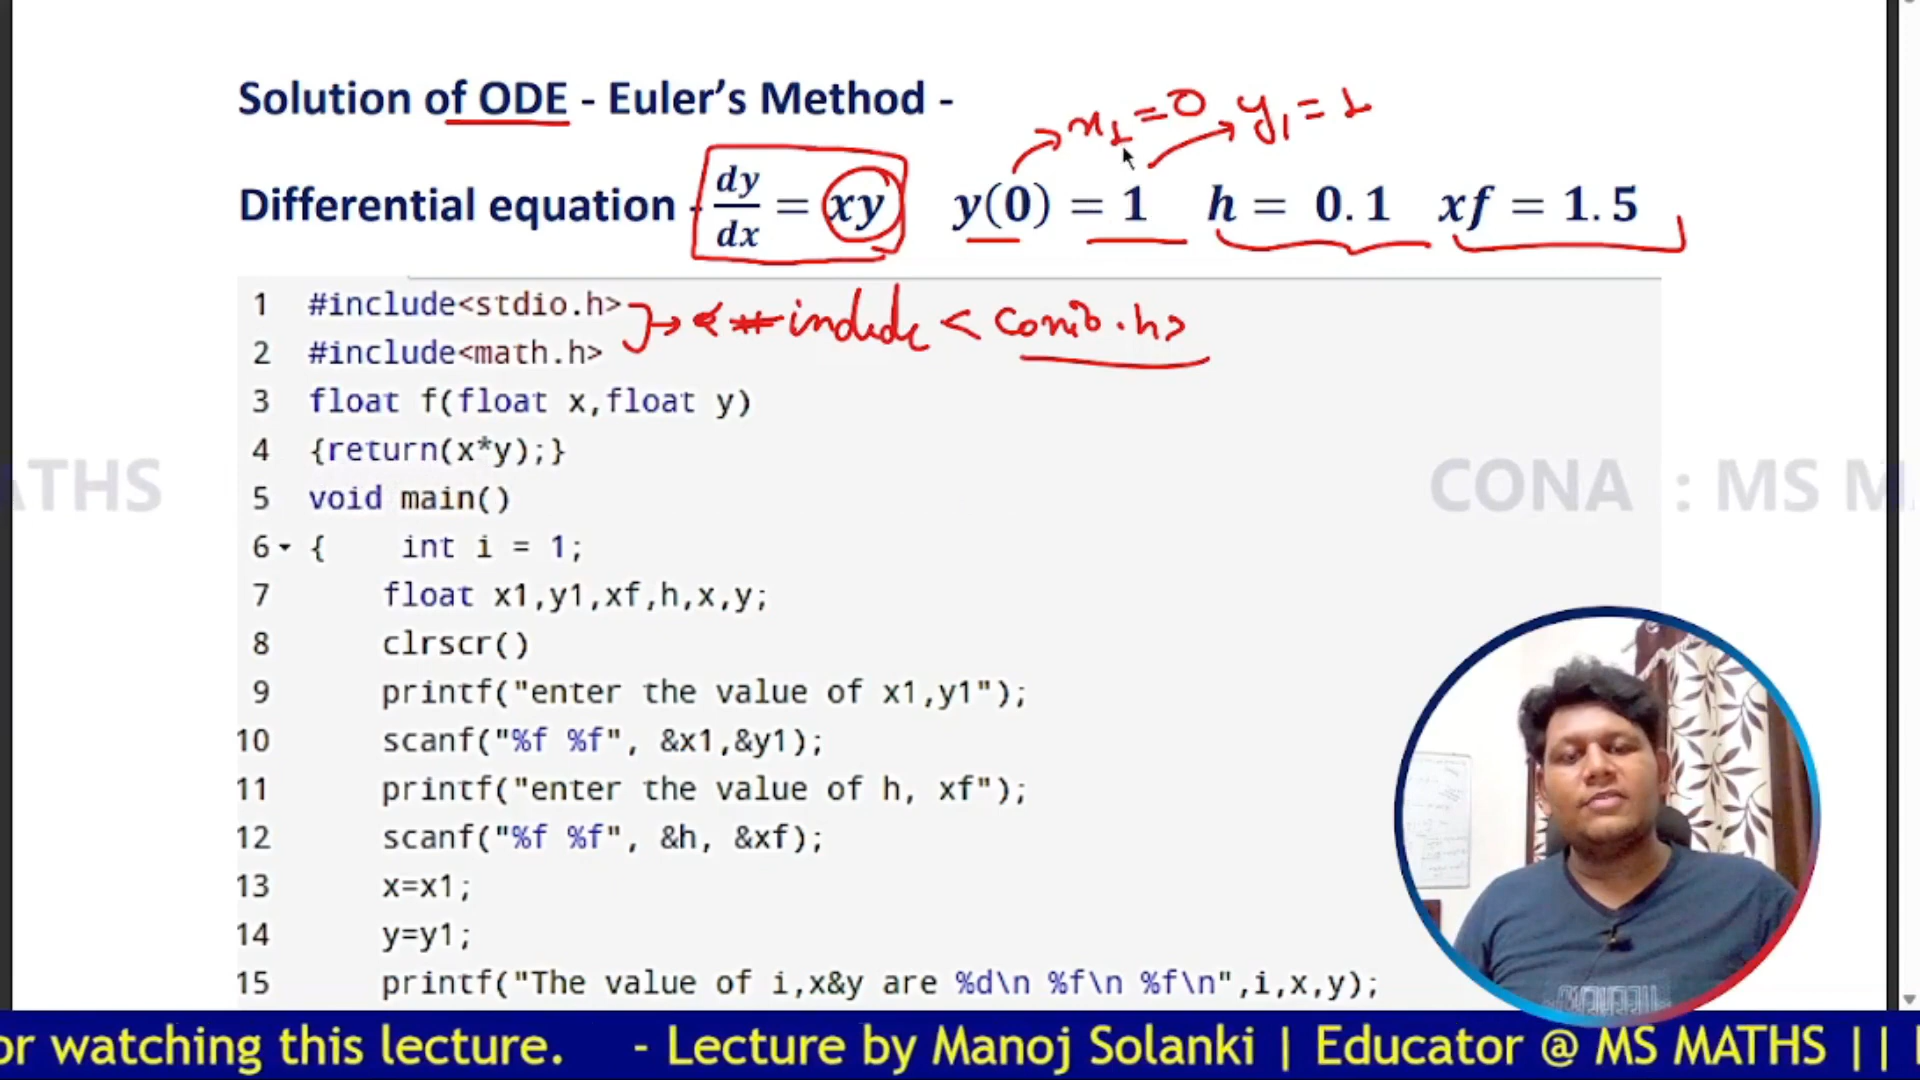 Solution of ODE - Euler's Method -
x1=0 y1=1
Differential equation - dy/dx = xy y(0) = 1 h = 0.1 xf = 1.5
1 #include<stdio.h>
#include <conio.h>
2 #include<math.h>
3 float f(float x,float y)
4 {return(x*y);}
ATHS
CONA : MS M
5 void main()
6 { int i = 1;
7 float x1,y1,xf,h,x,y;
8 clrscr()
9 printf("enter the value of x1,y1");
10 scanf("%f %f", &x1,&y1);
11 printf("enter the value of h, xf");
12 scanf("%f %f", &h, &xf);
13 x=x1;
14 y=y1;
15 printf("The value of i,x&y are %d\n %f\n %f\n",i,x,y);
or watching this lecture. - Lecture by Manoj Solanki | Educator @ MS MATHS ||